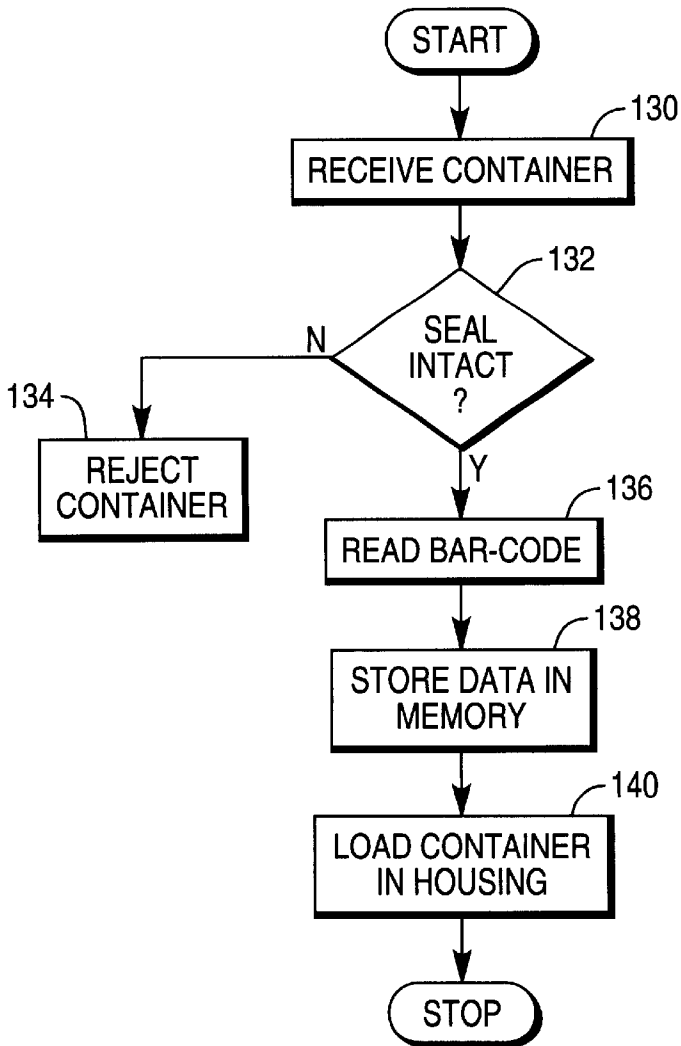 START
130
RECEIVE CONTAINER
132
SEAL
INTACT
?
N
134
REJECT
CONTAINER
Y
136
READ BAR-CODE
138
STORE DATA IN
MEMORY
140
LOAD CONTAINER
IN HOUSING
STOP